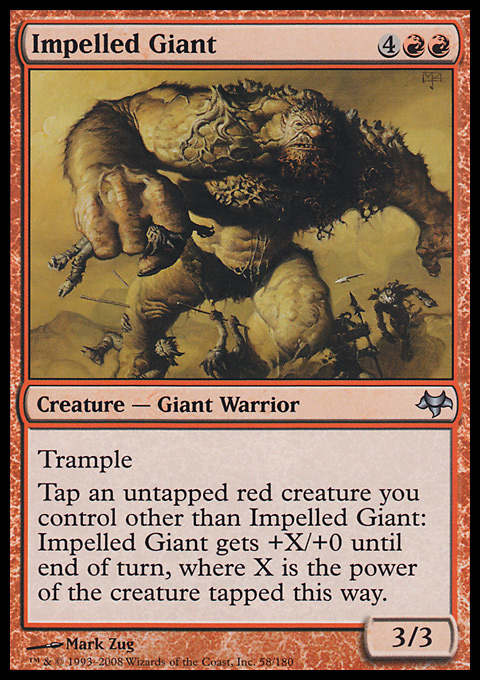 Impelled Giant 4
Creature — Giant Warrior
Trample
Tap an untapped red creature you
control other than Impelled Giant:
Impelled Giant gets +X/+0 until
end of turn, where X is the power
of the creature tapped this way.
Mark Zug
3/3
™ & © 1993-2008 Wizards of the Coast, Inc. 58/180